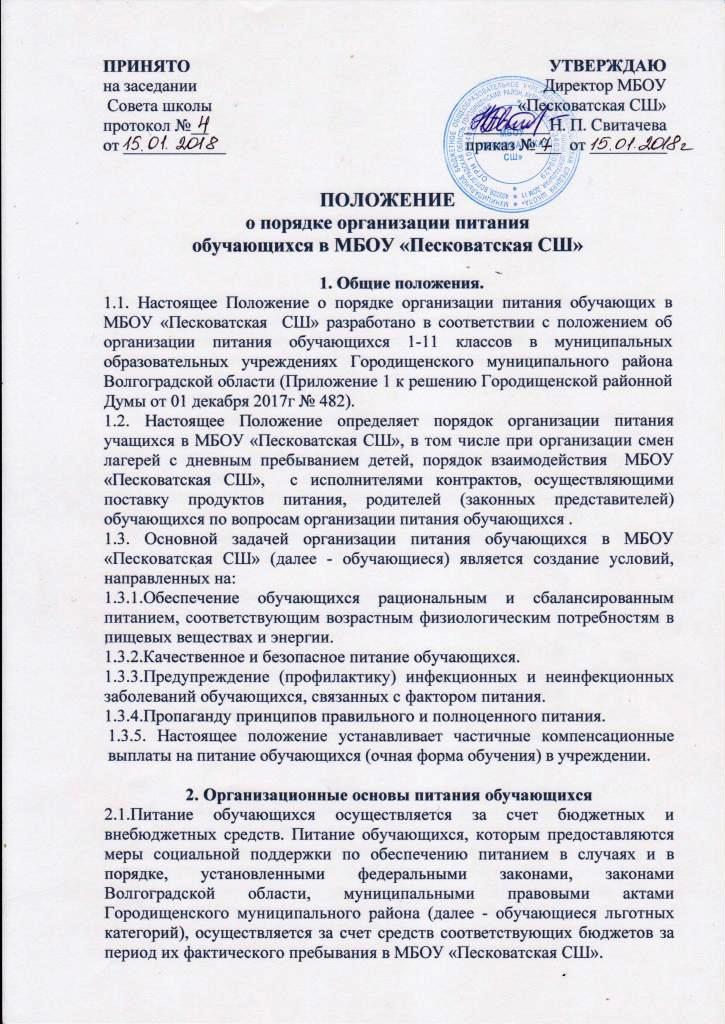 ПРИНЯТО УТВЕРЖДАЮ
на заседании Директор МБОУ
Совета школы «Песковатская СШ»
протокол № 4 Н. П. Свитачева
от 15.01.2018 приказ № 7 от 15.01.2018г
СШ»
ПОЛОЖЕНИЕ
о порядке организации питания
обучающихся в МБОУ «Песковатская СШ»
1. Общие положения.
1.1. Настоящее Положение о порядке организации питания обучающих в
МБОУ «Песковатская СШ» разработано в соответствии с положением об
организации питания обучающихся 1-11 классов в муниципальных
образовательных учреждениях Городищенского муниципального района
Волгоградской области (Приложение 1 к решению Городищенской районной
Думы от 01 декабря 2017г № 482).
1.2. Настоящее Положение определяет порядок организации питания
учащихся в МБОУ «Песковатская СШ», в том числе при организации смен
лагерей с дневным пребыванием детей, порядок взаимодействия МБОУ
«Песковатская СШ», с исполнителями контрактов, осуществляющими
поставку продуктов питания, родителей (законных представителей)
обучающихся по вопросам организации питания обучающихся .
1.3. Основной задачей организации питания обучающихся в МБОУ
«Песковатская СШ» (далее - обучающиеся) является создание условий,
направленных на:
1.3.1.Обеспечение обучающихся рациональным и сбалансированным
питанием, соответствующим возрастным физиологическим потребностям в
пищевых веществах и энергии.
1.3.2.Качественное и безопасное питание обучающихся.
1.3.3.Предупреждение (профилактику) инфекционных и неинфекционных
заболеваний обучающихся, связанных с фактором питания.
1.3.4.Пропаганду принципов правильного и полноценного питания.
1.3.5. Настоящее положение устанавливает частичные компенсационные
выплаты на питание обучающихся (очная форма обучения) в учреждении.
2. Организационные основы питания обучающихся
2.1.Питание обучающихся осуществляется за счет бюджетных и
внебюджетных средств. Питание обучающихся, которым предоставляются
меры социальной поддержки по обеспечению питанием в случаях и в
порядке, установленными федеральными законами, законами
Волгоградской области, муниципальными правовыми актами
Городищенского муниципального района (далее - обучающиеся льготных
категорий), осуществляется за счет средств соответствующих бюджетов за
период их фактического пребывания в МБОУ «Песковатская СШ».